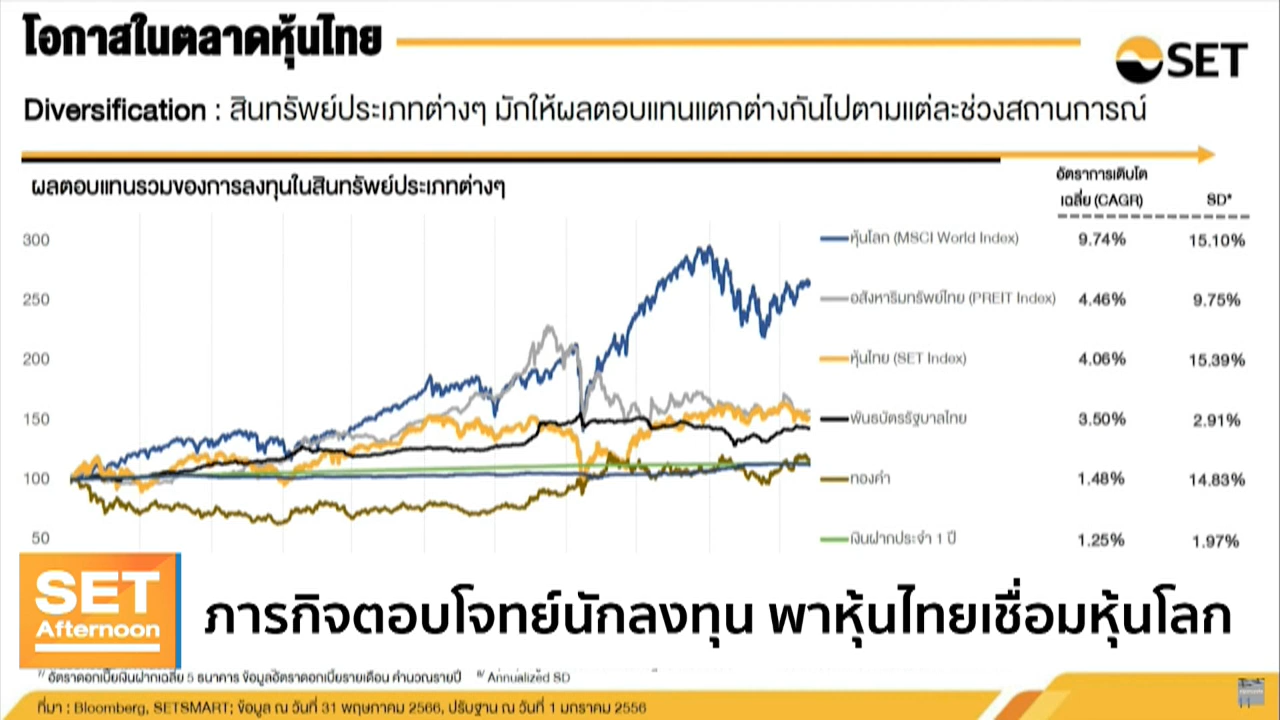 โอกาสในตลาดหุ้นไทย
SET
Diversification : สินทรัพย์ประเภทต่างๆ มักให้ผลตอบแทนแตกต่างกันไปตามแต่ละช่วงสถานการณ์
ผลตอบแทนรวมของการลงทุนในสินทรัพย์ประเภทต่างๆ
อัตราการเติบโต
เฉลี่ย (CAGR) SD*
300 หุ้นโลก (MSCI World Index) 9.74% 15.10%
250 อสังหาริมทรัพย์ไทย (PREIT Index) 4.46% 9.75%
200 หุ้นไทย (SET Index) 4.06% 15.39%
150 พันธบัตรรัฐบาลไทย 3.50% 2.91%
100 ทองคำ 1.48% 14.83%
50 เงินฝากประจำ 1 ปี 1.25% 1.97%
SET
Afternoon
ภารกิจตอบโจทย์นักลงทุน พาหุ้นไทยเชื่อมหุ้นโลก
อัตราดอกเบี้ยเงินฝากเฉลี่ย 5 ธนาคาร ข้อมูลอัตราดอกเบี้ยรายเดือน คำนวณรายปี Annualized SD
ที่มา : Bloomberg, SETSMART; ข้อมูล ณ วันที่ 31 พฤษภาคม 2566, ปรับฐาน ณ วันที่ 1 มกราคม 2556